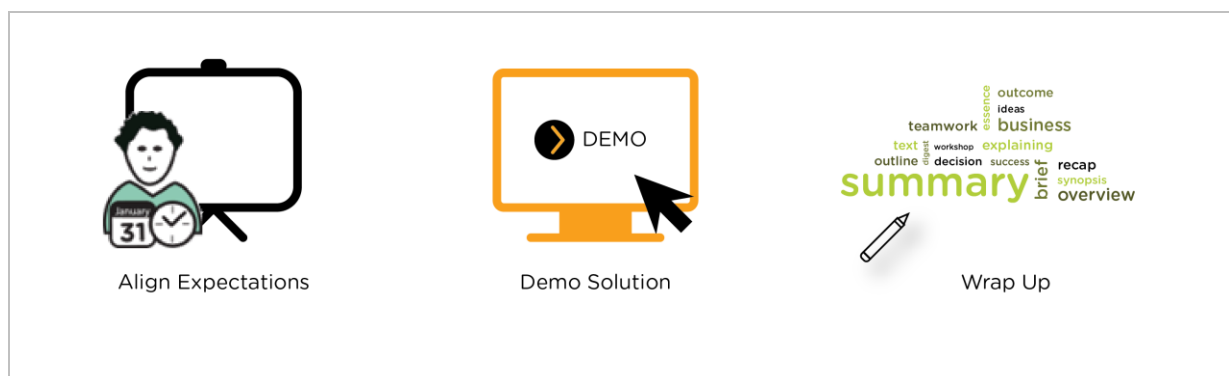 January
31
Align Expectations
DEMO
Demo Solution
essence
outcome
ideas
teamwork
business
text
digest
workshop
explaining
outline
decision
success
brief
recap
summary
synopsis
overview
Wrap Up